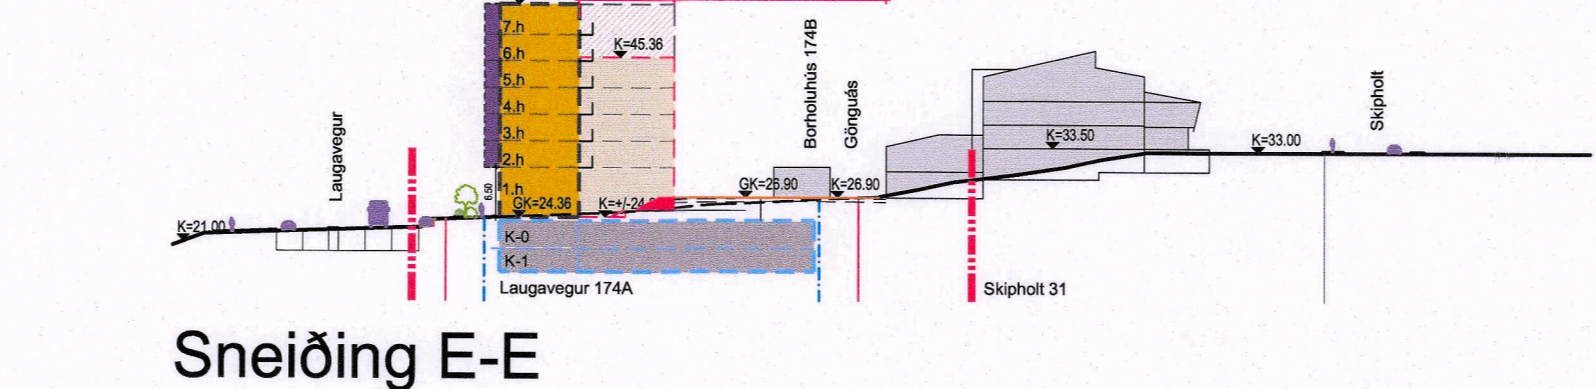 7.h
6.h
5.h
4.h
3.h
2.h
1.h
6.50
K=45.36
Laugavegur
Borholuhús 174B
Gönguás
Skipholt
K=33.50
K=33.00
GK=26.90
K=26.90
GK=24.36
K=21.00
K-0
K-1
Laugavegur 174A
Skipholt 31
Sneiðing E-E